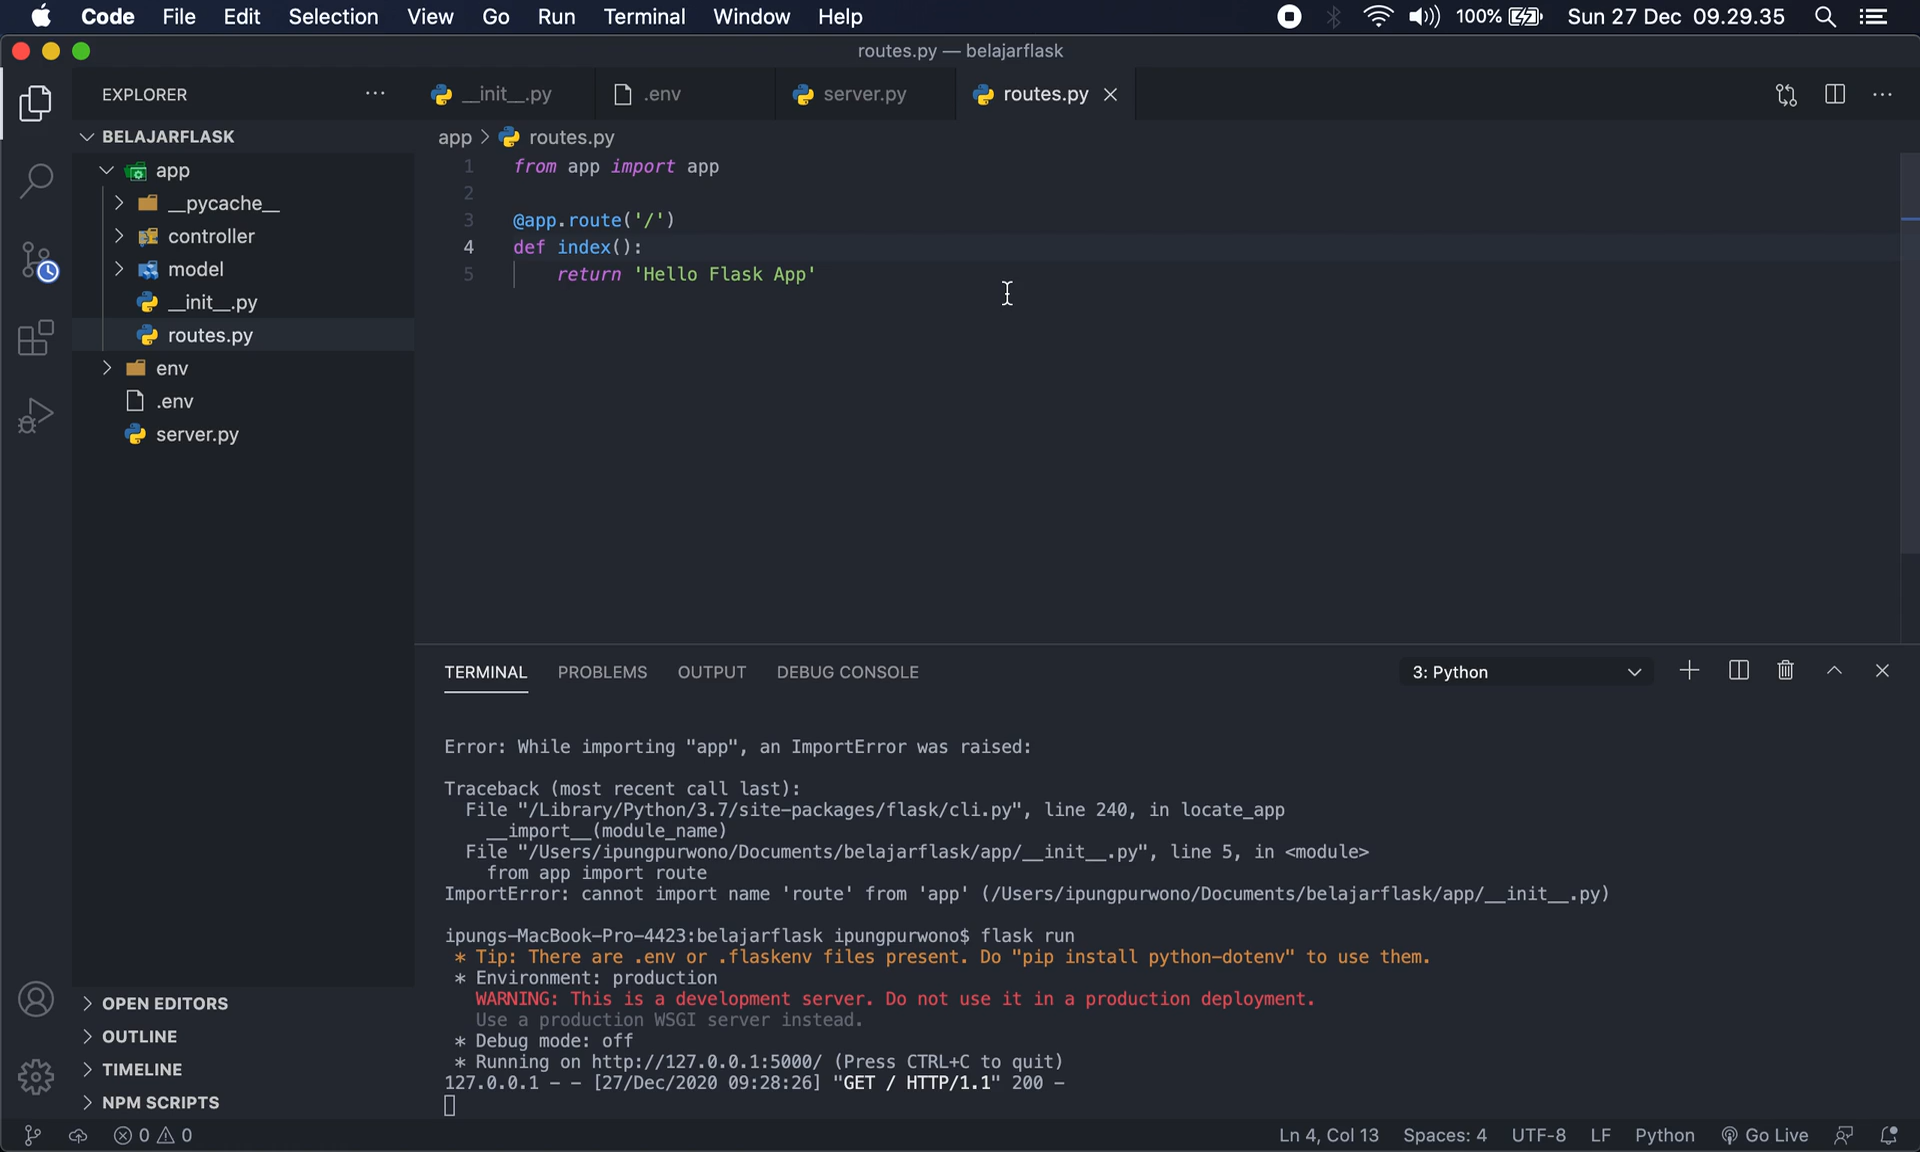 Code File Edit Selection View Go Run Terminal Window Help 100% Sun 27 Dec 09.29.35
routes.py — belajarflask
EXPLORER ... __init__.py .env server.py routes.py ...
BELAJARFLASK
app > routes.py
app
__pycache__
controller
model
__init__.py
routes.py
env
.env
server.py
1 from app import app
2
3 @app.route('/')
4 def index():
5 return 'Hello Flask App'
TERMINAL PROBLEMS OUTPUT DEBUG CONSOLE 3: Python
Error: While importing "app", an ImportError was raised:
Traceback (most recent call last):
File "/Library/Python/3.7/site-packages/flask/cli.py", line 240, in locate_app
__import__(module_name)
File "/Users/ipungpurwono/Documents/belajarflask/app/__init__.py", line 5, in <module>
from app import route
ImportError: cannot import name 'route' from 'app' (/Users/ipungpurwono/Documents/belajarflask/app/__init__.py)
ipungs-MacBook-Pro-4423:belajarflask ipungpurwono$ flask run
* Tip: There are .env or .flaskenv files present. Do "pip install python-dotenv" to use them.
* Environment: production
WARNING: This is a development server. Do not use it in a production deployment.
Use a production WSGI server instead.
* Debug mode: off
* Running on http://127.0.0.1:5000/ (Press CTRL+C to quit)
127.0.0.1 - - [27/Dec/2020 09:28:26] "GET / HTTP/1.1" 200 -
OPEN EDITORS
OUTLINE
TIMELINE
NPM SCRIPTS
0 0 Ln 4, Col 13 Spaces: 4 UTF-8 LF Python Go Live